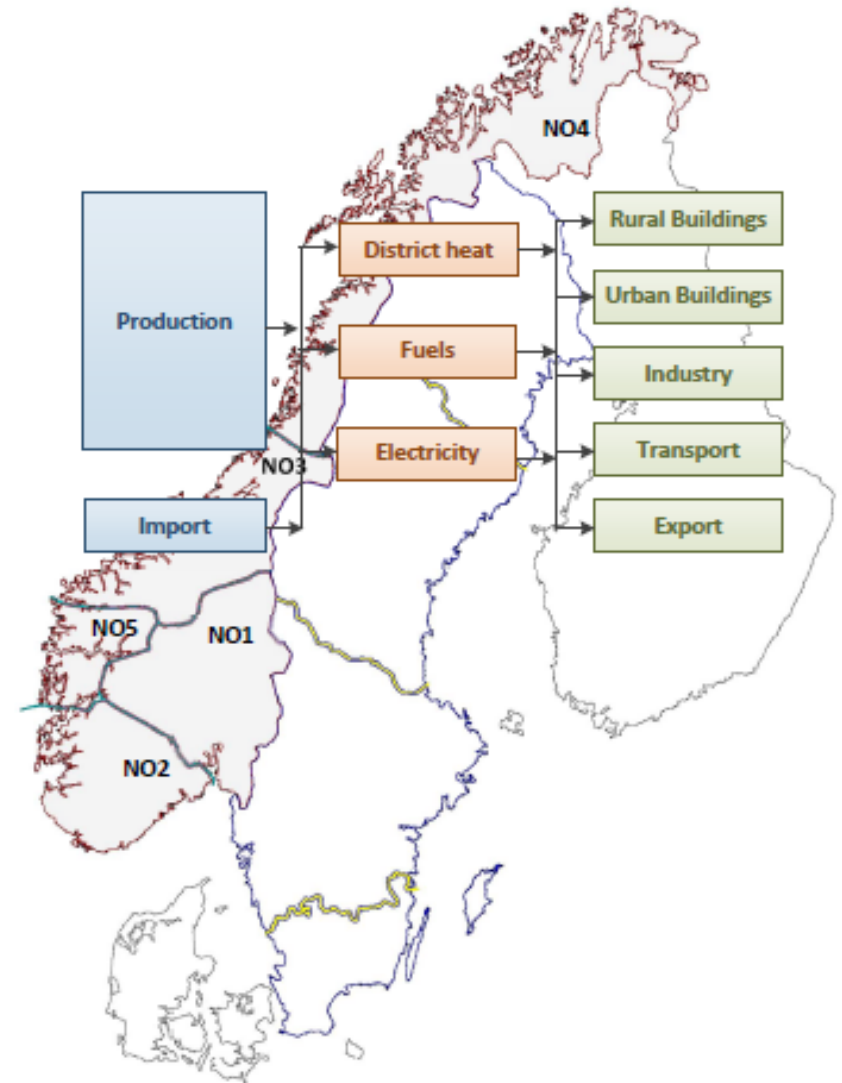 NO4
Production
Import
District heat
Fuels
Electricity
Rural Buildings
Urban Buildings
Industry
Transport
Export
NO3
NO5
NO1
NO2